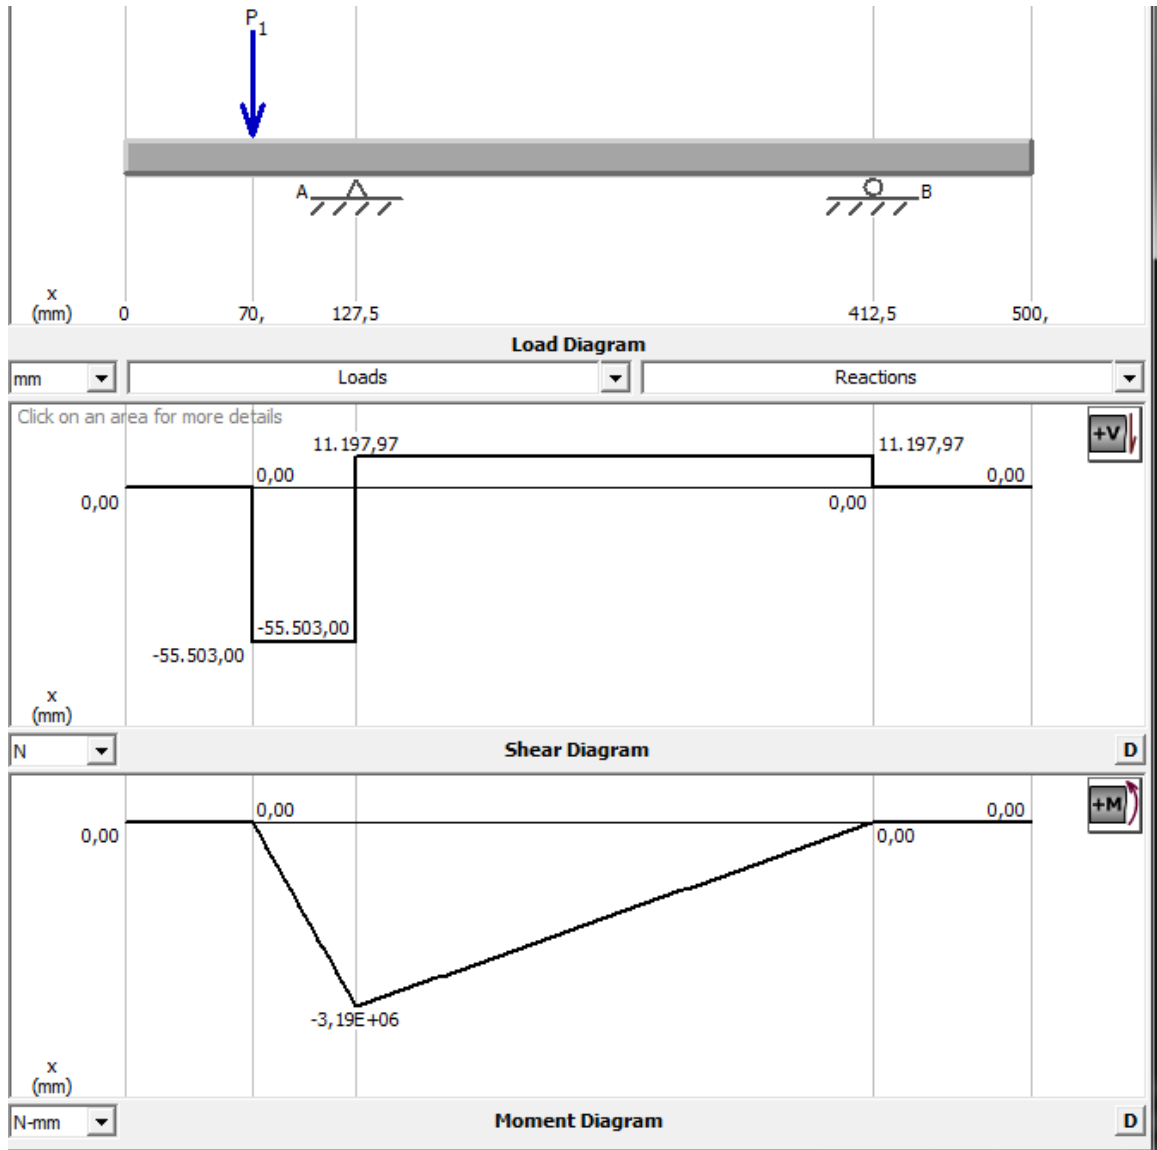 P1
A
B
x
(mm)
0
70,
127,5
412,5
500,
Load Diagram
mm
Loads
Reactions
Click on an area for more details
+V
11.197,97
11.197,97
0,00
0,00
0,00
0,00
-55.503,00
-55.503,00
x
(mm)
N
Shear Diagram
D
+M
0,00
0,00
0,00
0,00
-3,19E+06
x
(mm)
N-mm
Moment Diagram
D